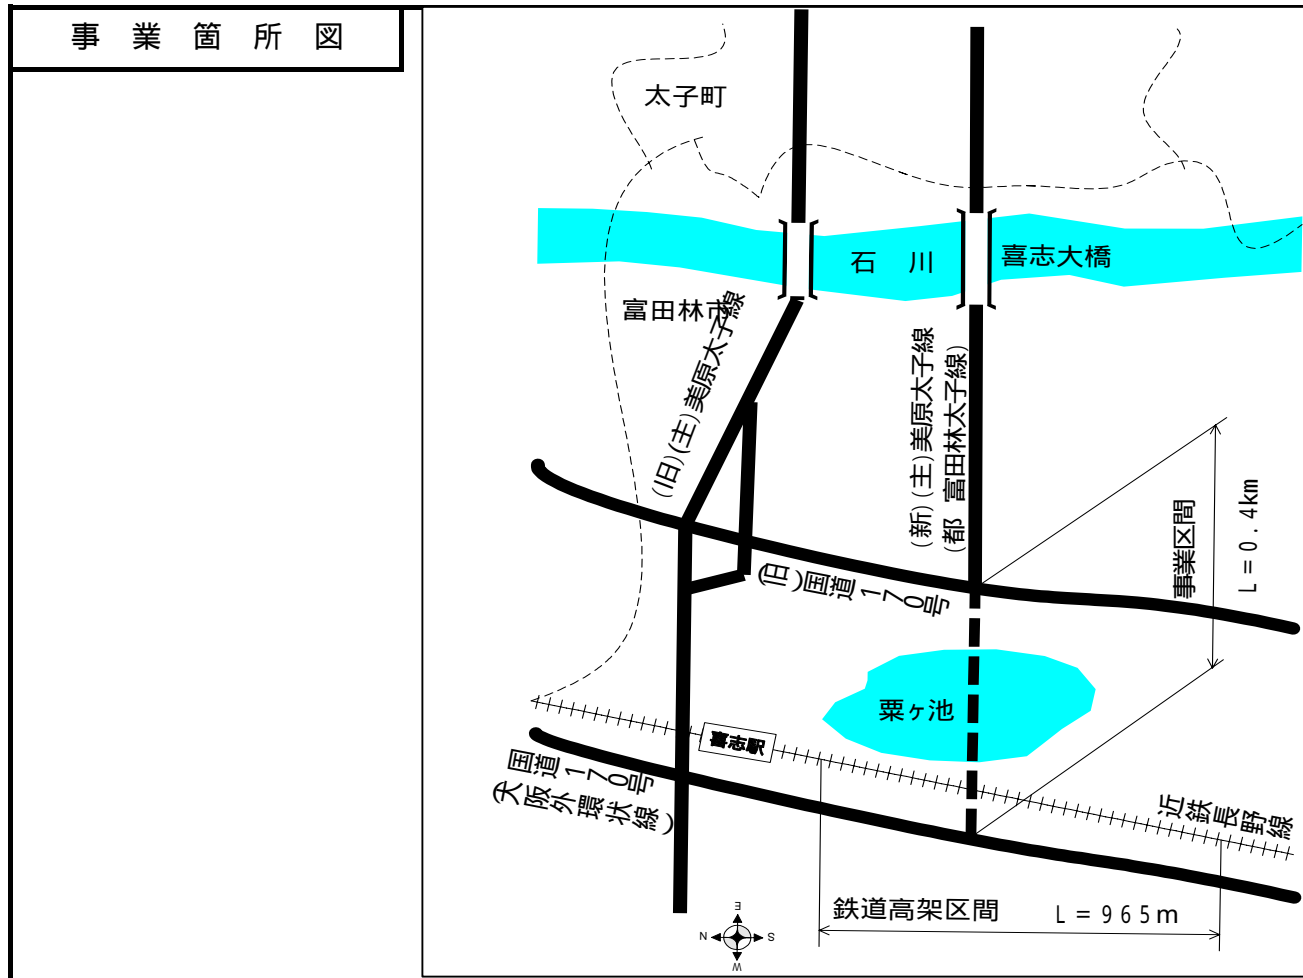 事業箇所図
太子町
石川
喜志大橋
富田林市
(旧)(主)美原太子線
(新)(主)美原太子線
(都 富田林太子線)
事業区間
L=0.4km
(旧)国道170号
粟ヶ池
喜志駅
国道170号
(大阪外環状線)
近鉄長野線
鉄道高架区間 L=965m
E
N
S
W